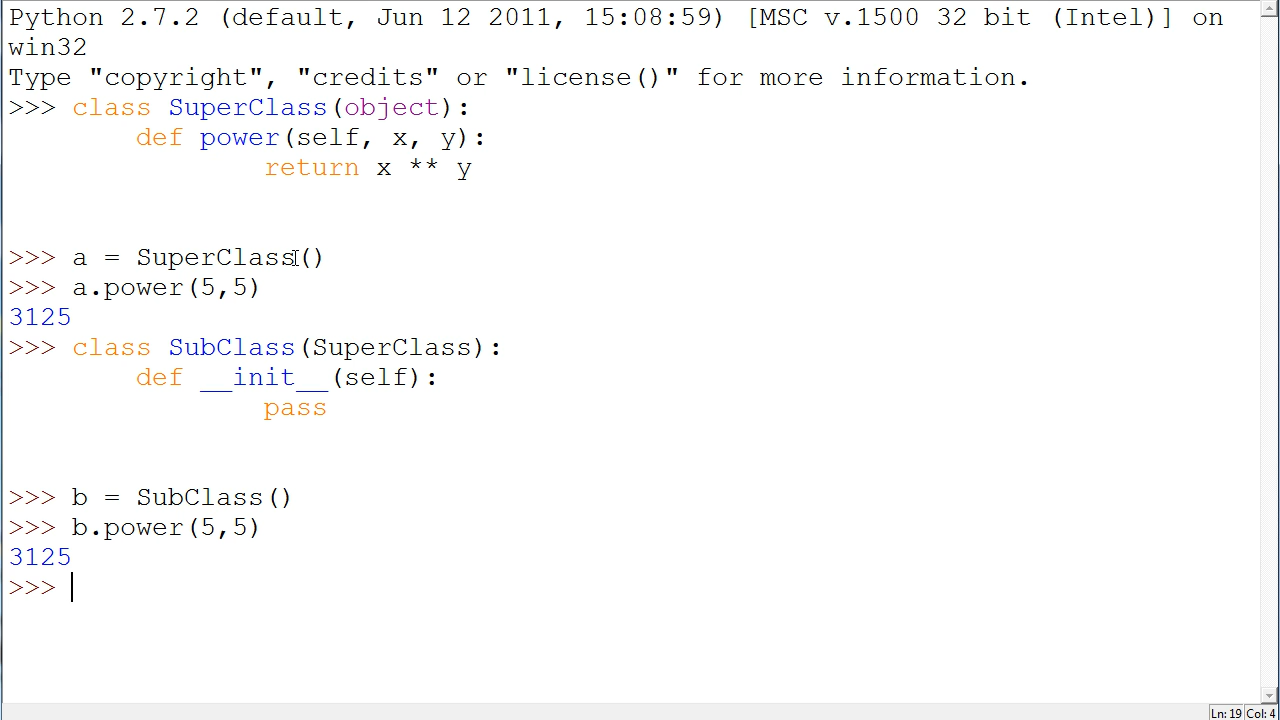 Python 2.7.2 (default, Jun 12 2011, 15:08:59) [MSC v.1500 32 bit (Intel)] on
win32
Type "copyright", "credits" or "license()" for more information.
>>> class SuperClass(object):
        def power(self, x, y):
                return x ** y
>>> a = SuperClass()
>>> a.power(5,5)
3125
>>> class SubClass(SuperClass):
        def __init__(self):
                pass
>>> b = SubClass()
>>> b.power(5,5)
3125
>>>
Ln: 19 Col: 4